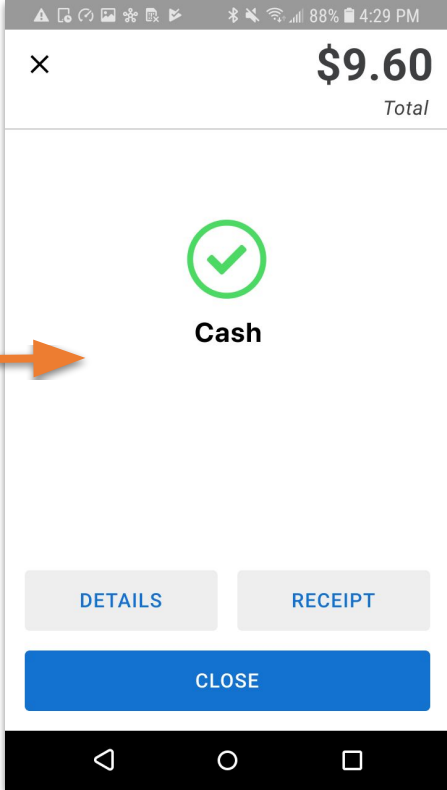 88% 4:29 PM
$9.60
Total
Cash
DETAILS
RECEIPT
CLOSE